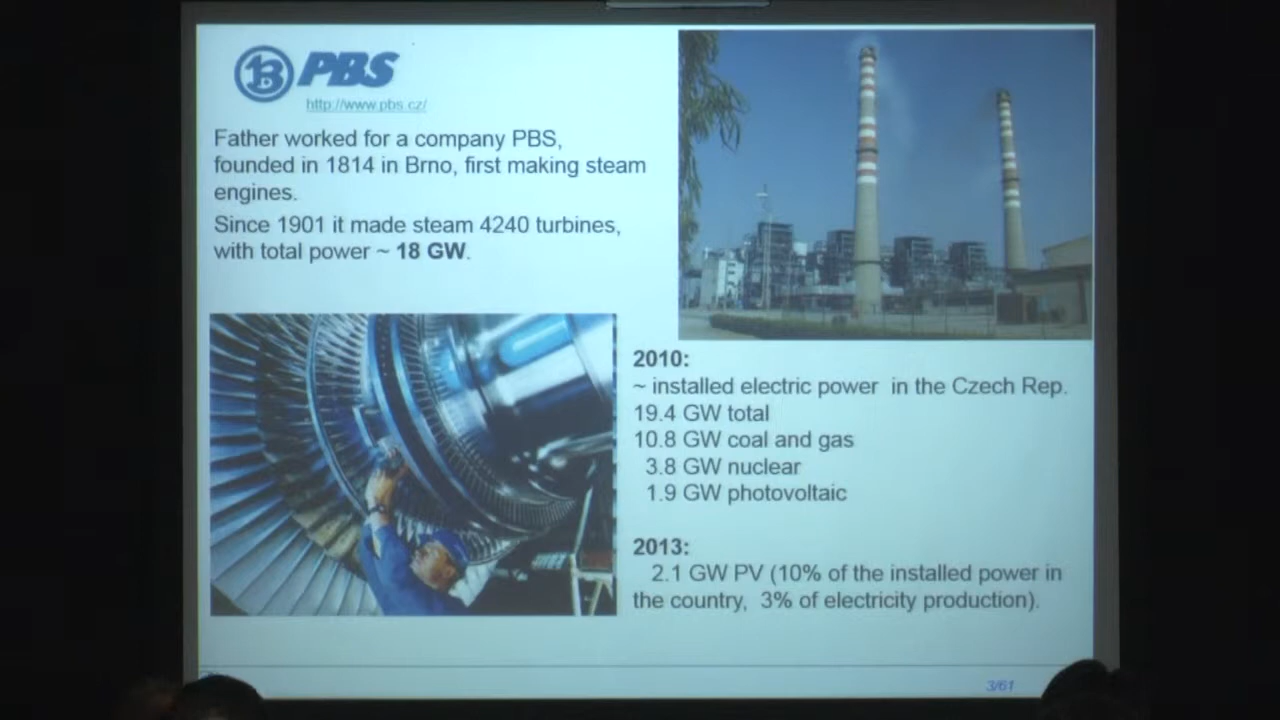 PBS
http://www.pbs.cz/
Father worked for a company PBS,
founded in 1814 in Brno, first making steam
engines.
Since 1901 it made steam 4240 turbines,
with total power ~ 18 GW.
2010:
~ installed electric power in the Czech Rep.
19.4 GW total
10.8 GW coal and gas
3.8 GW nuclear
1.9 GW photovoltaic
2013:
2.1 GW PV (10% of the installed power in
the country, 3% of electricity production).
3/61